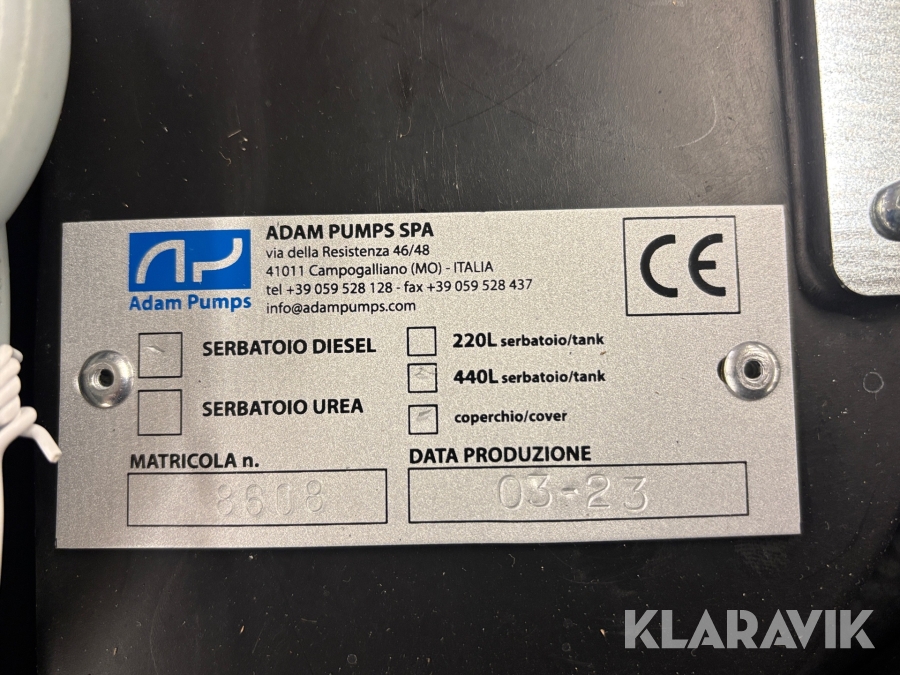 ADAM PUMPS SPA
via della Resistenza 46/48
41011 Campogalliano (MO) - ITALIA
tel +39 059 528 128 - fax +39 059 528 437
info@adampumps.com
Adam Pumps
CE
SERBATOIO DIESEL
SERBATOIO UREA
220L serbatoio/tank
440L serbatoio/tank
coperchio/cover
MATRICOLA n.
8608
DATA PRODUZIONE
03-23
KLARAVIK